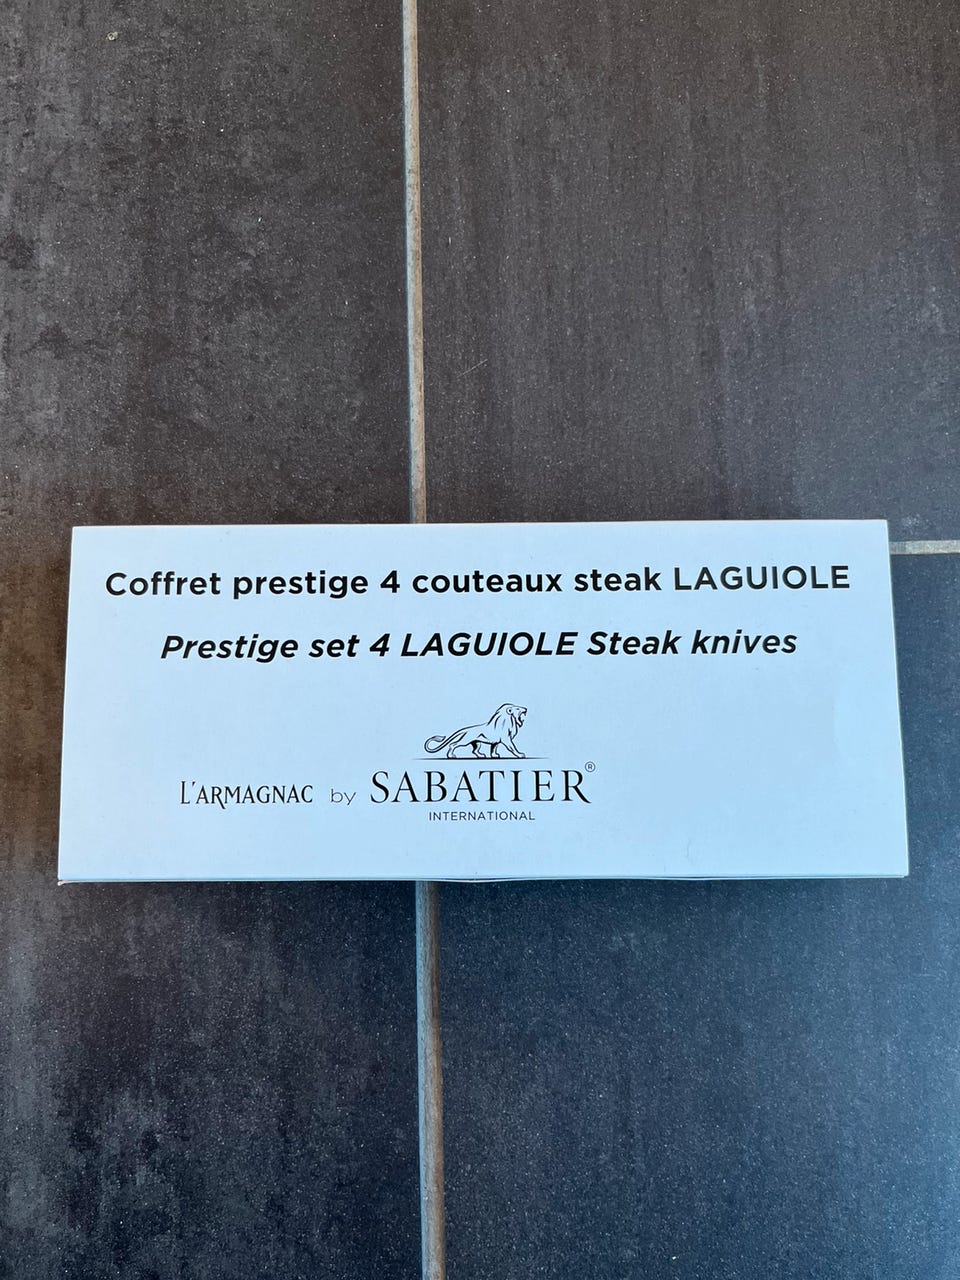 Coffret prestige 4 couteaux steak LAGUIOLE
Prestige set 4 LAGUIOLE Steak knives
L'ARMAGNAC by SABATIER®
INTERNATIONAL